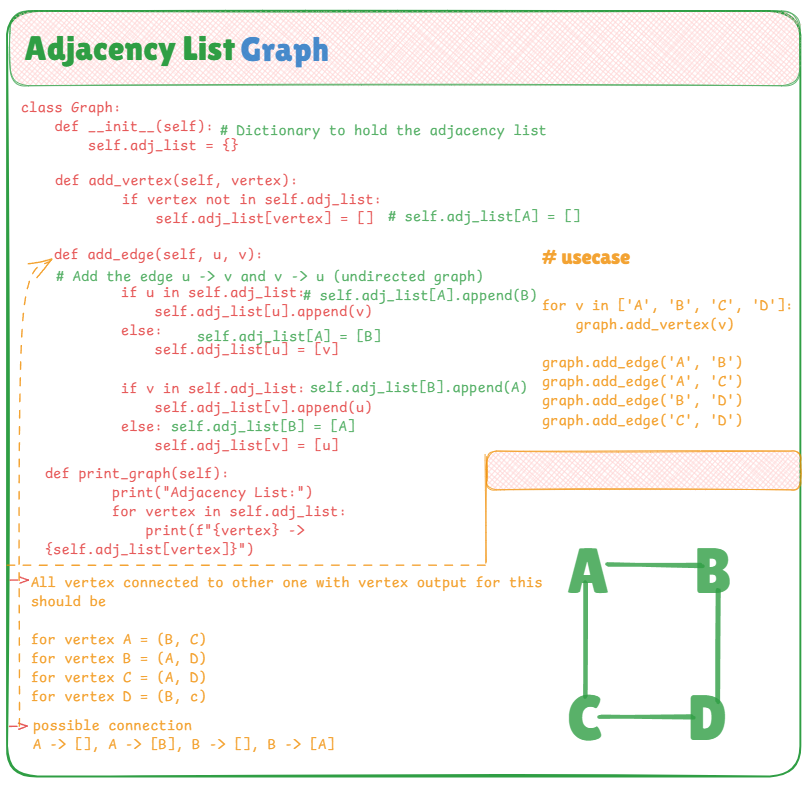 Adjacency List Graph
class Graph:
def __init__(self): # Dictionary to hold the adjacency list
self.adj_list = {}
def add_vertex(self, vertex):
if vertex not in self.adj_list:
self.adj_list[vertex] = [] # self.adj_list[A] = []
def add_edge(self, u, v):
# Add the edge u -> v and v -> u (undirected graph)
if u in self.adj_list: # self.adj_list[A].append(B)
self.adj_list[u].append(v)
else: self.adj_list[A] = [B]
self.adj_list[u] = [v]
if v in self.adj_list: self.adj_list[B].append(A)
self.adj_list[v].append(u)
else: self.adj_list[B] = [A]
self.adj_list[v] = [u]
def print_graph(self):
print("Adjacency List:")
for vertex in self.adj_list:
print(f"{vertex} ->
{self.adj_list[vertex]}")
# usecase
for v in ['A', 'B', 'C', 'D']:
graph.add_vertex(v)
graph.add_edge('A', 'B')
graph.add_edge('A', 'C')
graph.add_edge('B', 'D')
graph.add_edge('C', 'D')
All vertex connected to other one with vertex output for this
should be
for vertex A = (B, C)
for vertex B = (A, D)
for vertex C = (A, D)
for vertex D = (B, c)
possible connection
A -> [], A -> [B], B -> [], B -> [A]
A B
C D